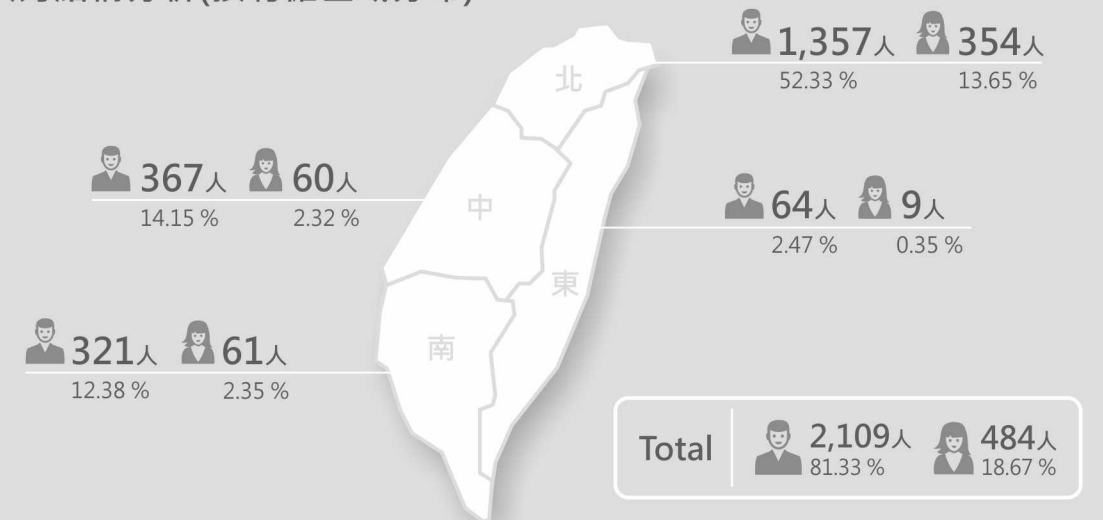 北
1,357人 354人
52.33 % 13.65 %
367人 60人
14.15 % 2.32 %
中
64人 9人
2.47 % 0.35 %
東
321人 61人
12.38 % 2.35 %
南
Total 2,109人 484人
81.33 % 18.67 %